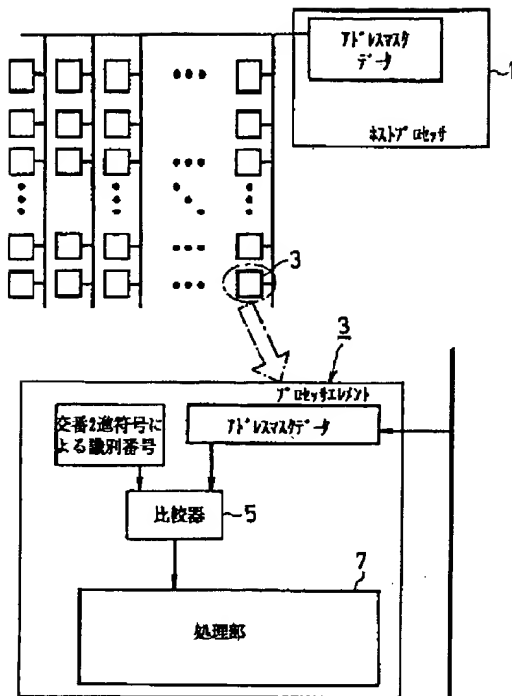 アドレスマスタ
データ
1
ホストプロセッサ
3
3
プロセッサエレメント
交番2進符号に
よる識別番号
アドレスマスタデータ
比較器
5
7
処理部